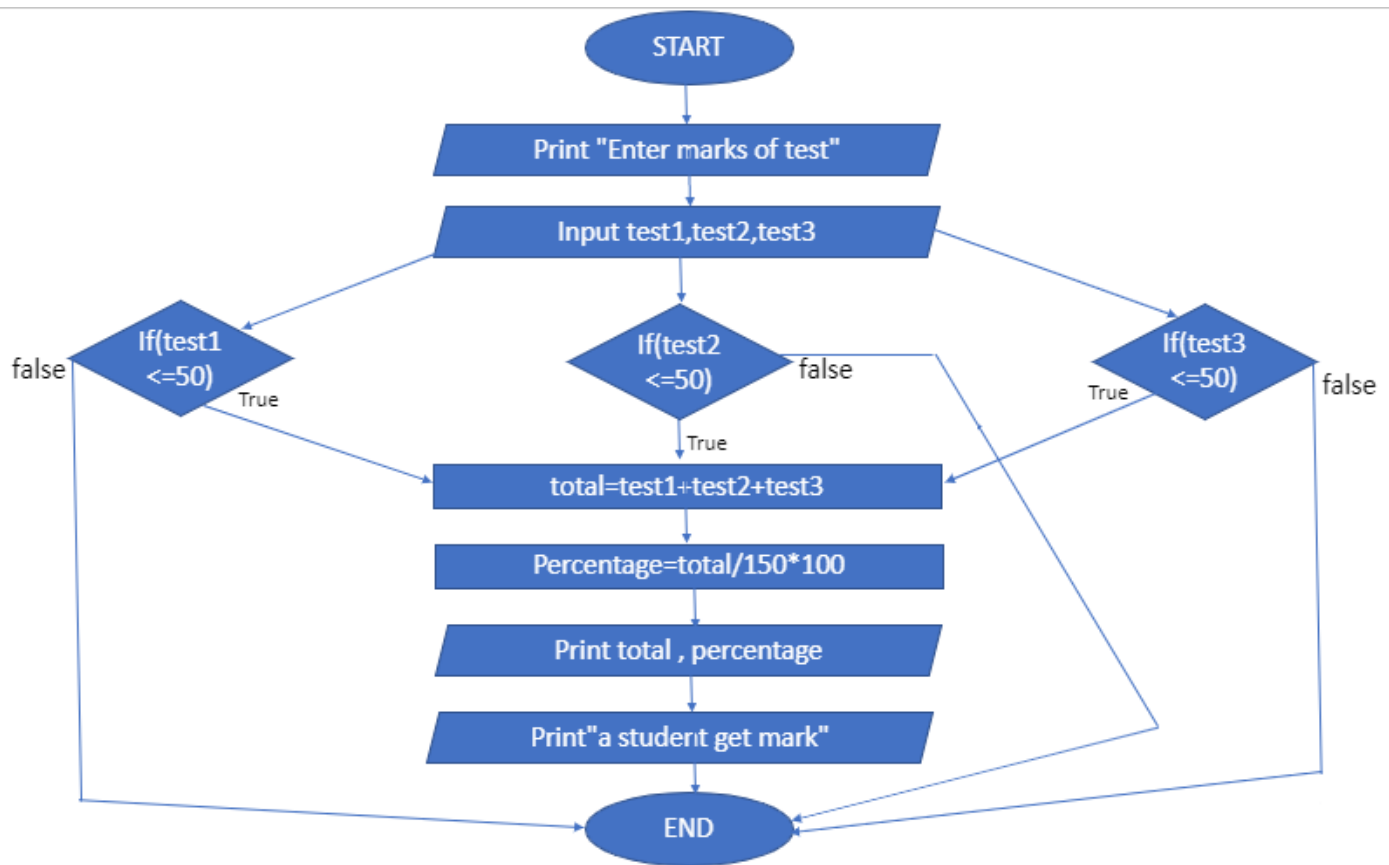 START
Print "Enter marks of test"
Input test1,test2,test3
If(test1
<=50)
false
True
If(test2
<=50)
false
True
If(test3
<=50)
True
false
total=test1+test2+test3
Percentage=total/150*100
Print total , percentage
Print"a student get mark"
END